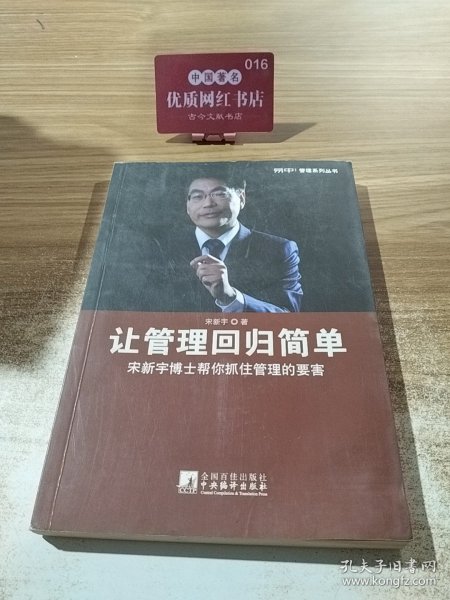 016
中国著名
优质网红书店
古今文献书店
管理系列丛书
宋新宇 著
让管理回归简单
宋新宇博士帮你抓住管理的要害
全国百佳出版社
中央编译出版社
Central Compilation & Translation Press
CCTP
孔夫子旧书网
www.kongfz.com